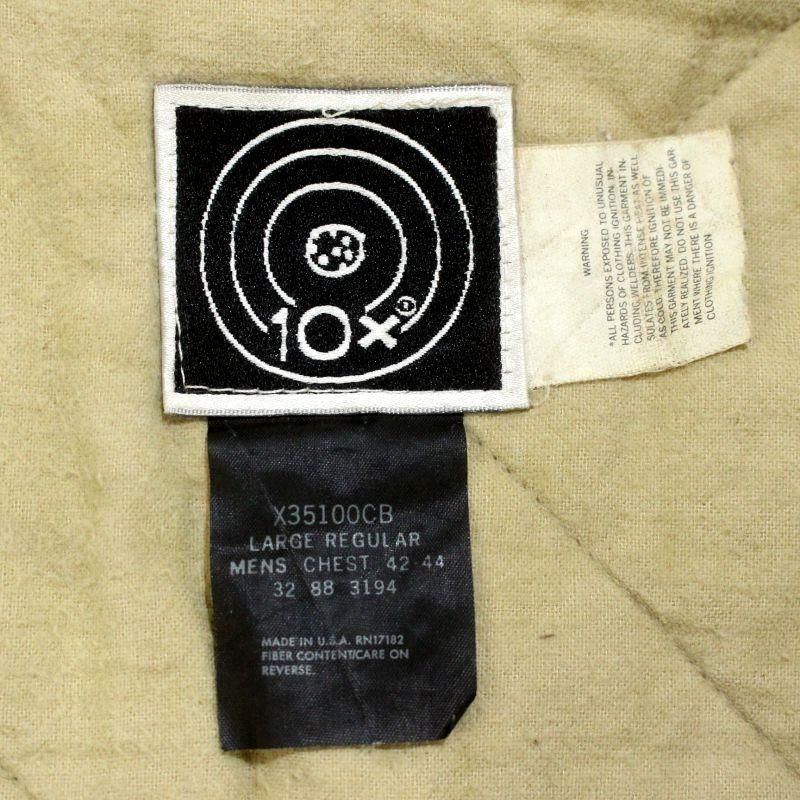 10X®
WARNING
*ALL PERSONS EXPOSED TO UNUSUAL
HAZARDS OF CLOTHING IGNITION, IN-
CLUDING WELDERS. THIS GARMENT IN-
SULATES FROM INTENSE HEAT AS WELL
AS COLD. THEREFORE IGNITION OF
THIS GARMENT MAY NOT BE IMMEDI-
ATELY REALIZED. DO NOT USE THIS GAR-
MENT WHERE THERE IS A DANGER OF
CLOTHING IGNITION
X35100CB
LARGE REGULAR
MENS CHEST 42-44
32 88 3194
MADE IN U.S.A. RN17182
FIBER CONTENT/CARE ON
REVERSE.